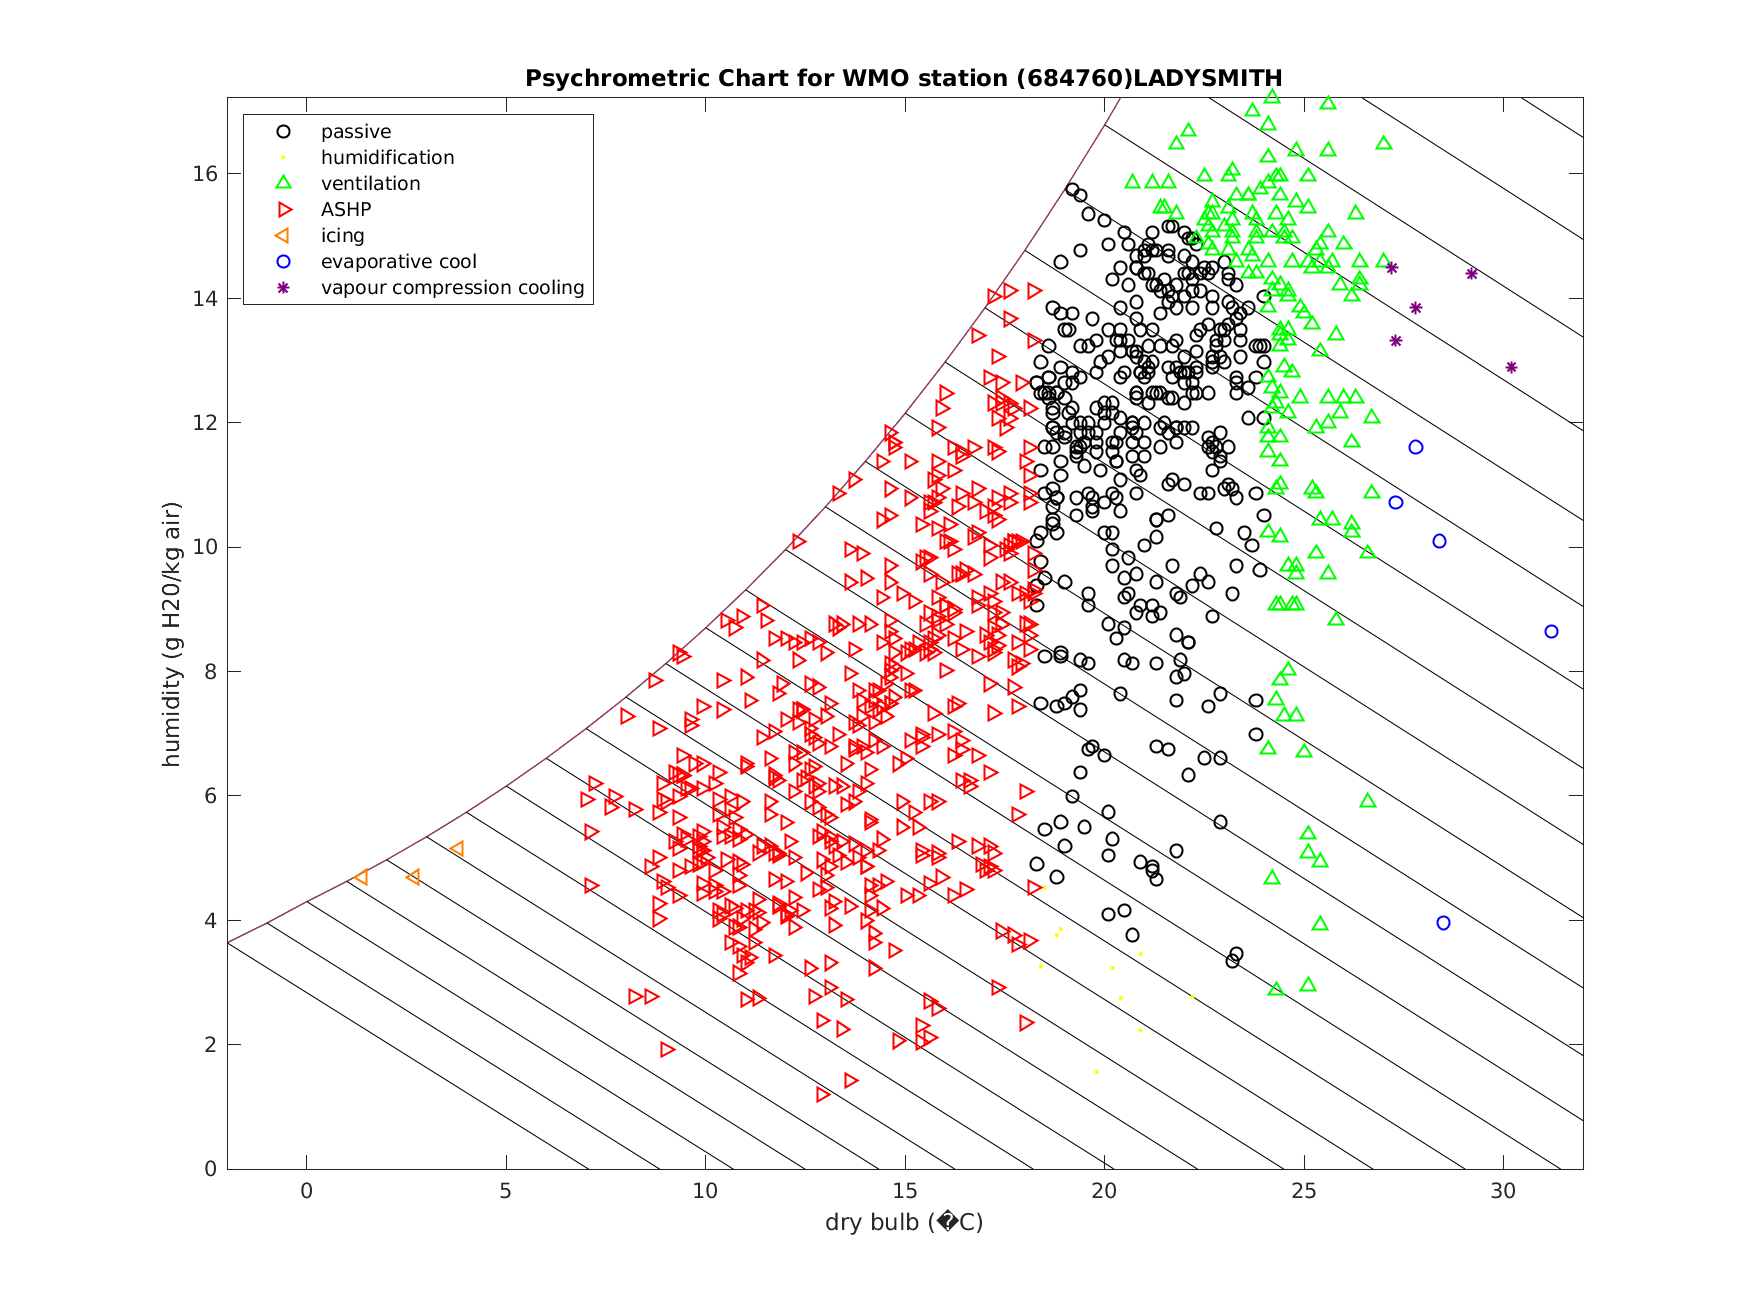 Psychrometric Chart for WMO station (684760)LADYSMITH
passive
humidification
ventilation
ASHP
icing
evaporative cool
vapour compression cooling
humidity (g H20/kg air)
16
14
12
10
8
6
4
2
0
0 5 10 15 20 25 30
dry bulb (�C)